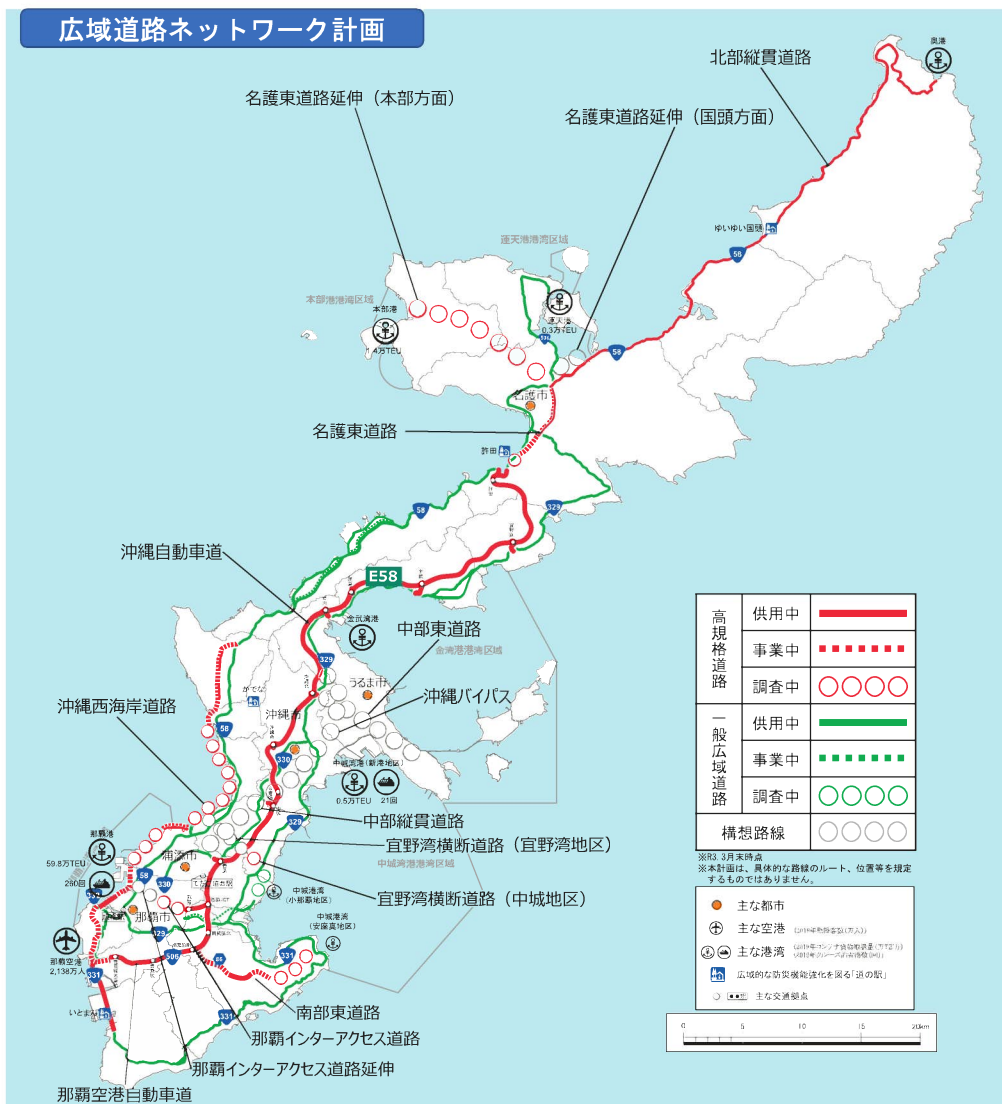 広域道路ネットワーク計画
奥港
北部縦貫道路
名護東道路延伸（本部方面）
名護東道路延伸（国頭方面）
ゆいゆい国頭
運天港港湾区域
58
本部港港湾区域
本部港
1.4万TEU
運天港
0.3万TEU
58
名護市
名護東道路
許田
58
329
沖縄自動車道
E58
金武湾港
中部東道路
金湾港港湾区域
329
うるま市
かでな
沖縄バイパス
沖縄市
沖縄西海岸道路
58
330
中城湾港(新港地区)
0.5万TEU
21回
329
中部縦貫道路
宜野湾横断道路（宜野湾地区）
那覇港
59.8万TEU
浦添市
中城湾港港湾区域
260回
58
330
宜野湾横断道路（中城地区）
中城湾港
(小那覇地区)
332
那覇市
中城湾港
(安座真地区)
329
那覇空港
2,138万人
506
86
331
331
いとまん
南部東道路
331
那覇インターアクセス道路
那覇インターアクセス道路延伸
那覇空港自動車道
高規格道路
供用中
事業中
調査中
一般広域道路
供用中
事業中
調査中
構想路線
※R3.3月末時点
※本計画は、具体的な路線のルート、位置等を規定
するものではありません。
主な都市
主な空港
主な港湾
広域的な防災機能強化を図る「道の駅」
主な交通拠点
0 5 10 15 20km